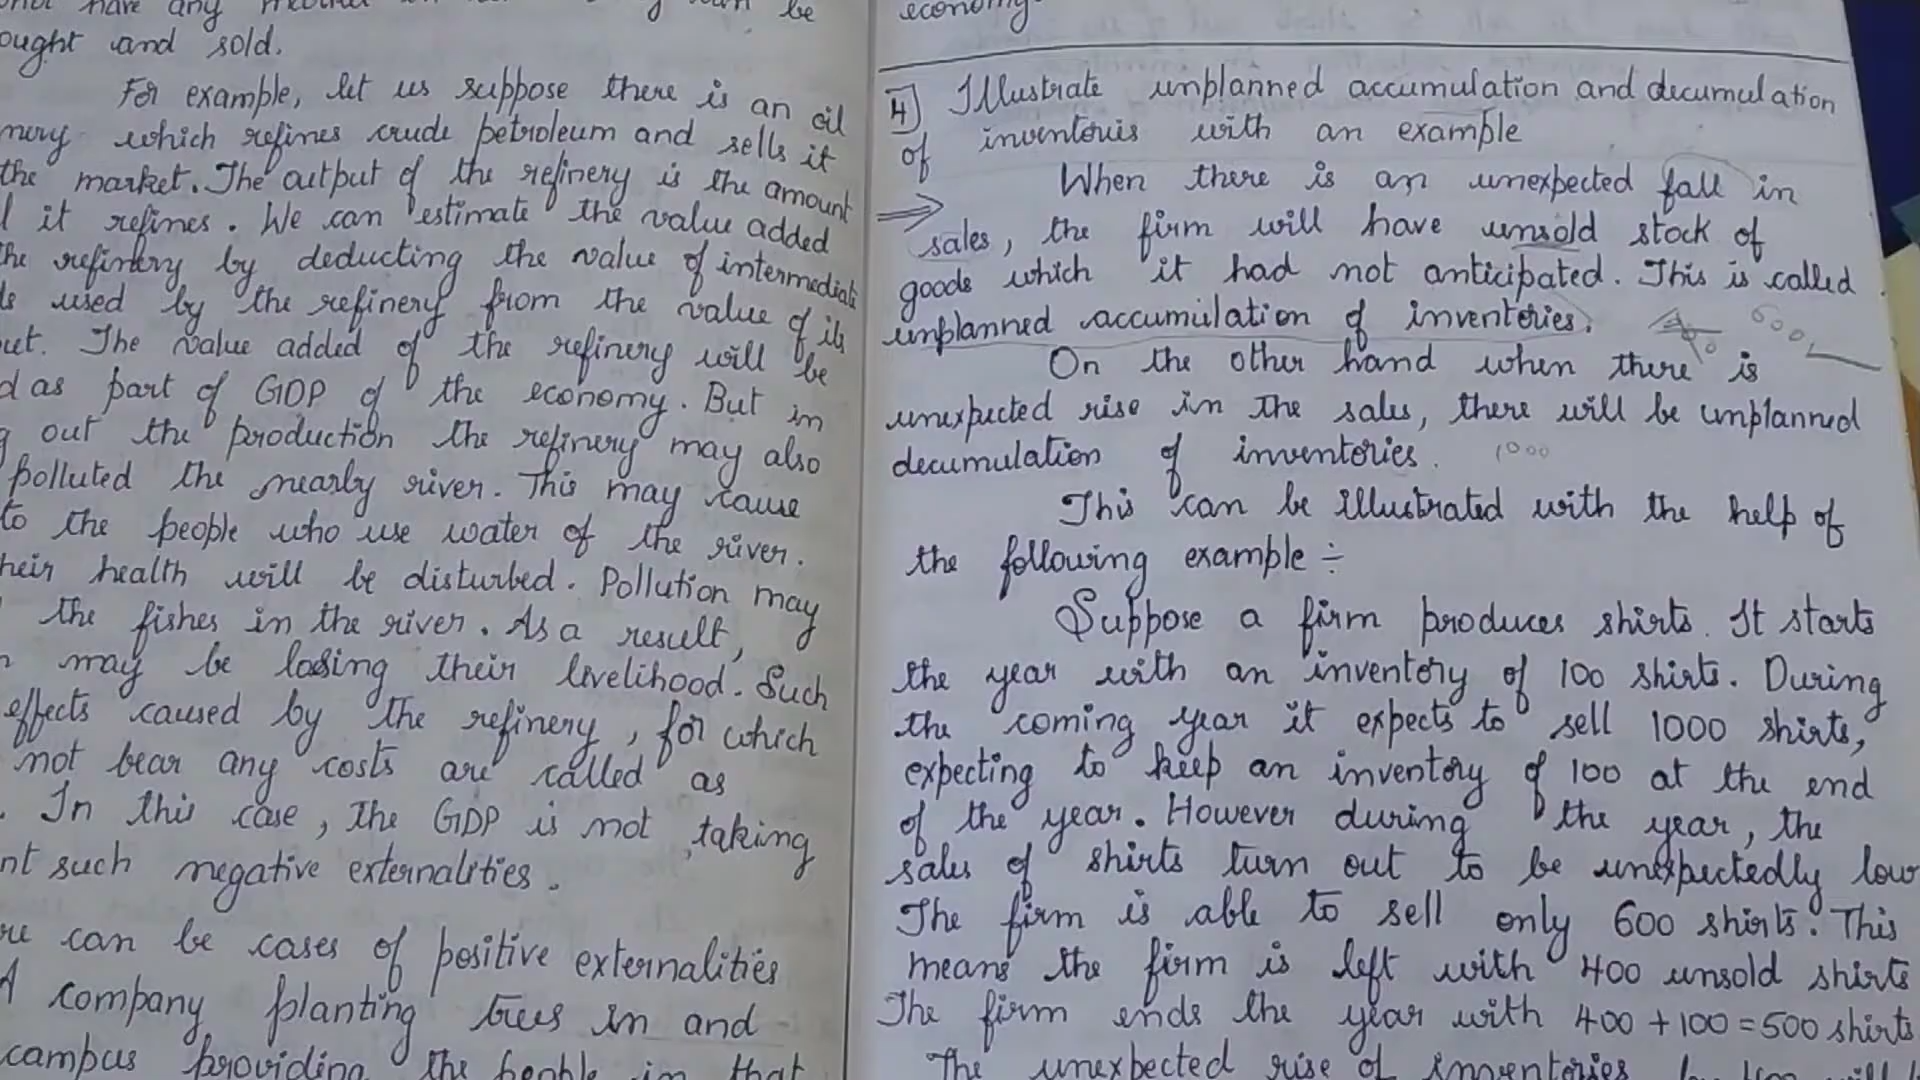 have any
be
ought and sold.
For example, let us suppose there is an oil
which refines crude petroleum and sells it
the market. The output of the refinery is the amount
it refines. We can estimate the value added
the refinery by deducting the value of intermediate
used by the refinery from the value of its
The value added of the refinery will be
as part of GDP of the economy. But in
out the production the refinery may also
polluted the nearly river. This may cause
to the people who use water of the river.
heir health will be disturbed. Pollution may
the fishes in the river. As a result,
may be losing their livelihood. Such
effects caused by the refinery, for which
not bear any costs are called as
. In this case, the GDP is not taking
nt such negative externalities.
re can be cases of positive externalities
A company planting trees in and
campus providing the people in that
economy.
4] Illustrate unplanned accumulation and decumulation
of inventouis with an example
⇒ When there is an unexpected fall in
sales, the firm will have unsold stock of
goods which it had not anticipated. This is called
unplanned accumulation of inventeries.
600
On the other hand when there is
unexpected rise in the sales, there will be unplanned
decumulation of inventories. 1000
This can be illustrated with the help of
the following example ÷
Suppose a firm produces shirts. It starts
the year with an inventory of 100 shirts. During
the coming year it expects to sell 1000 shirts,
expecting to keep an inventory of 100 at the end
of the year. However during the year, the
sales of shirts turn out to be unexpectedly low
The firm is able to sell only 600 shirts. This
means the firm is left with 400 unsold shirts
The firm ends the year with 400 + 100 = 500 shirts
The unexpected rise of inventories